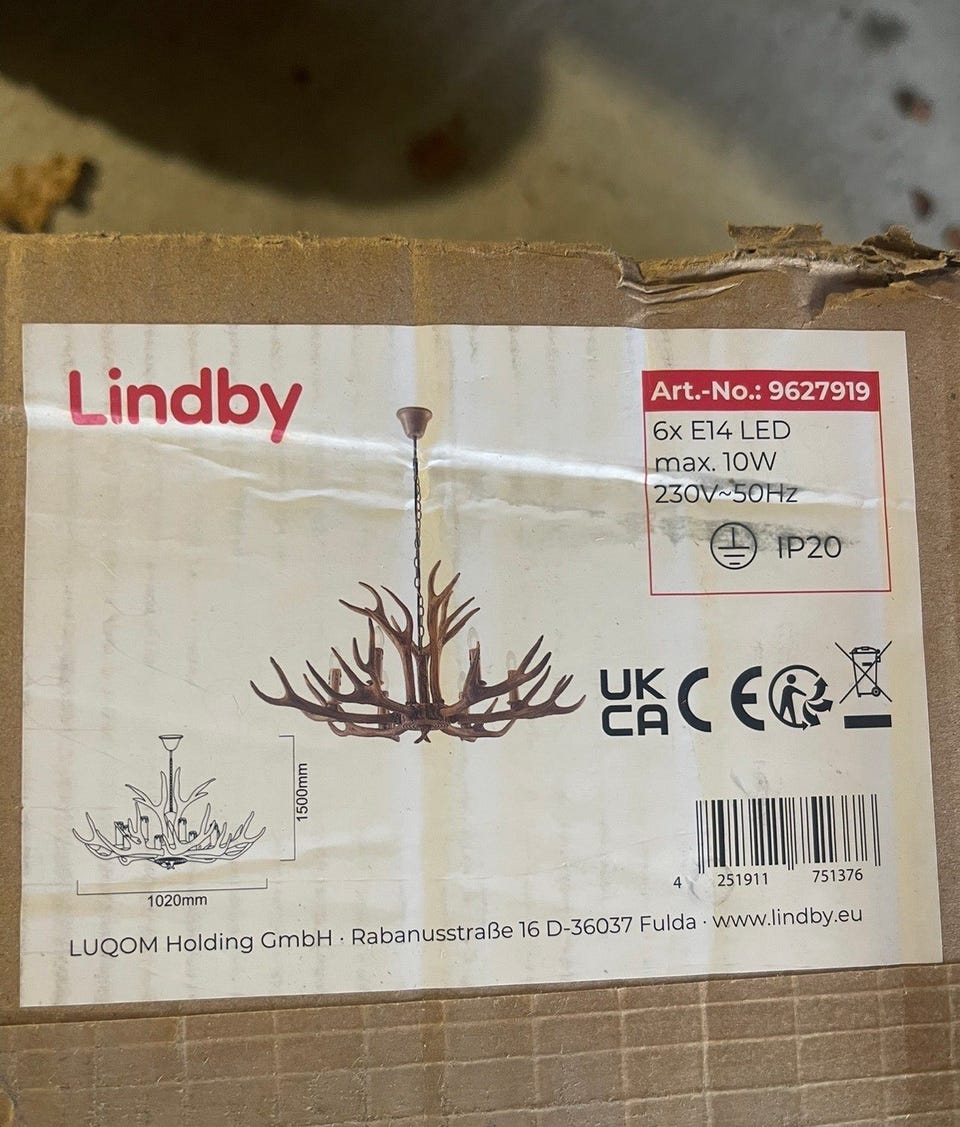 Lindby
Art.-No.: 9627919
6x E14 LED
max. 10W
230V~50Hz
IP20
UK
CA
CE
1500mm
1020mm
4 251911 751376
LUQOM Holding GmbH · Rabanusstraße 16 D-36037 Fulda · www.lindby.eu